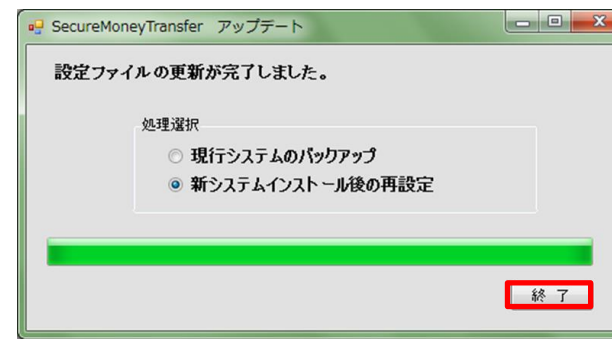 SecureMoneyTransfer アップデート
設定ファイルの更新が完了しました。
処理選択
現行システムのバックアップ
新システムインストール後の再設定
終 了